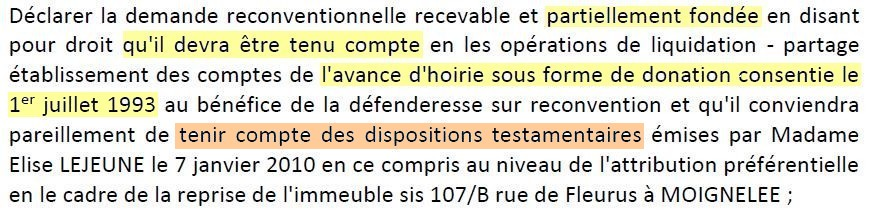 Déclarer la demande reconventionnelle recevable et partiellement fondée en disant
pour droit qu'il devra être tenu compte en les opérations de liquidation - partage
établissement des comptes de l'avance d'hoirie sous forme de donation consentie le
1er juillet 1993 au bénéfice de la défenderesse sur reconvention et qu'il conviendra
pareillement de tenir compte des dispositions testamentaires émises par Madame
Elise LEJEUNE le 7 janvier 2010 en ce compris au niveau de l'attribution préférentielle
en le cadre de la reprise de l'immeuble sis 107/B rue de Fleurus à MOIGNELEE ;